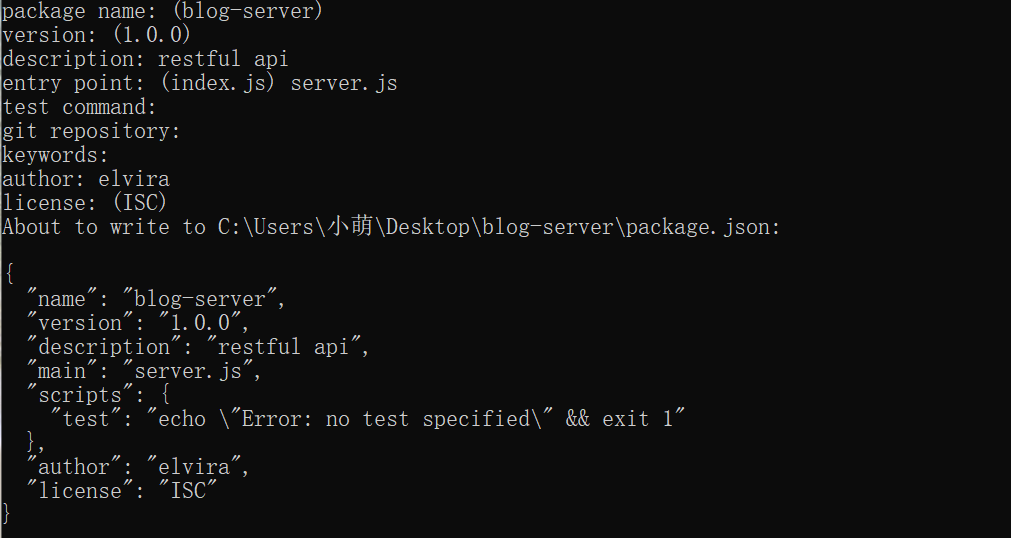 package name: (blog-server)
version: (1.0.0)
description: restful api
entry point: (index.js) server.js
test command:
git repository:
keywords:
author: elvira
license: (ISC)
About to write to C:\Users\小萌\Desktop\blog-server\package.json:
{
  "name": "blog-server",
  "version": "1.0.0",
  "description": "restful api",
  "main": "server.js",
  "scripts": {
    "test": "echo \"Error: no test specified\" && exit 1"
  },
  "author": "elvira",
  "license": "ISC"
}